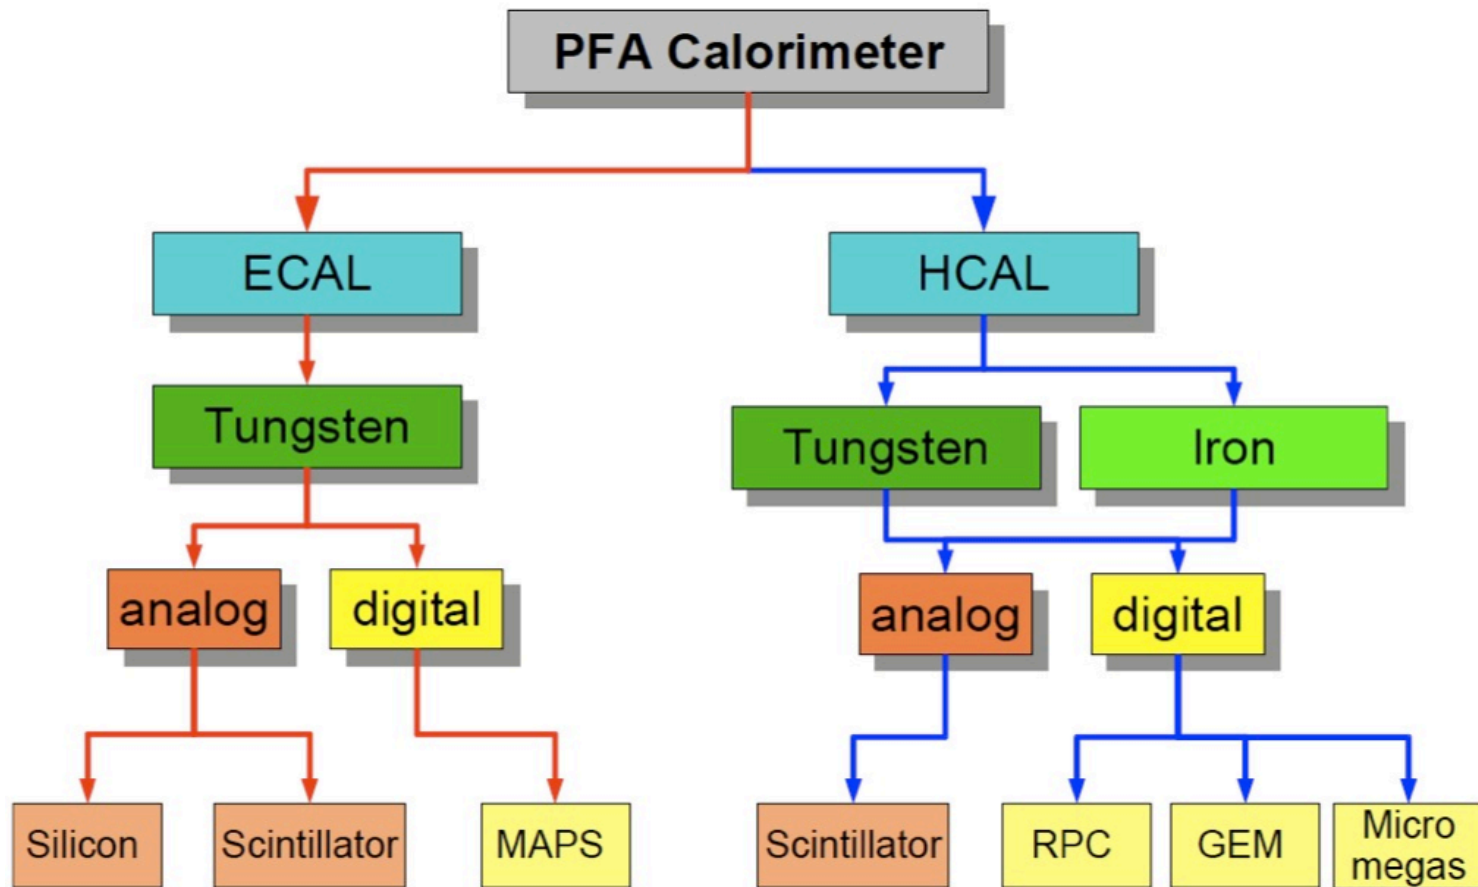 PFA Calorimeter
ECAL
HCAL
Tungsten
Tungsten
Iron
analog
digital
analog
digital
Silicon
Scintillator
MAPS
Scintillator
RPC
GEM
Micro
megas